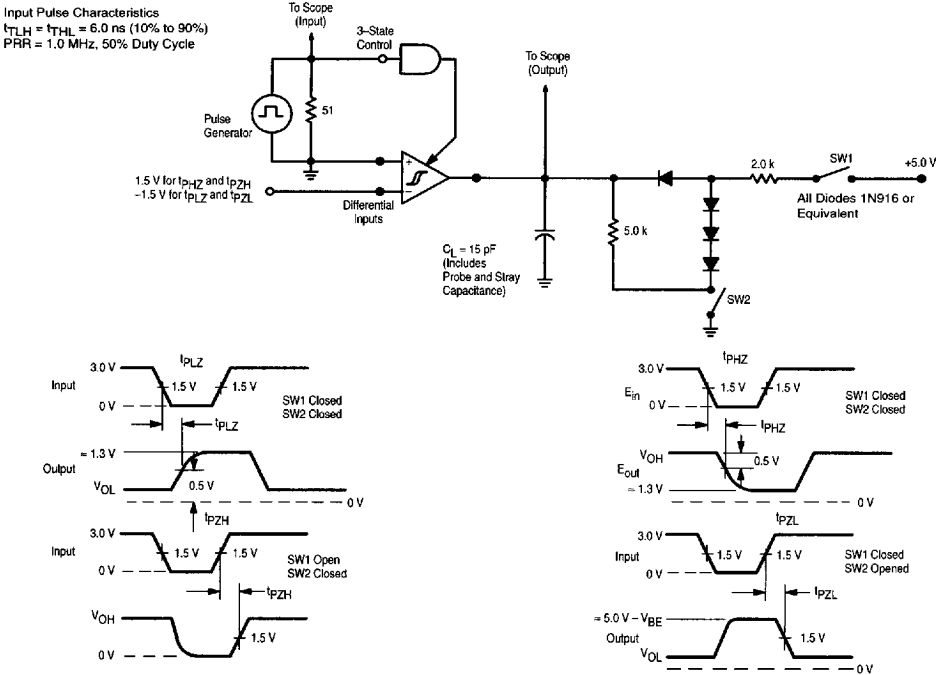 Input Pulse Characteristics
tTLH = tTHL = 6.0 ns (10% to 90%)
PRR = 1.0 MHz, 50% Duty Cycle
To Scope
(Input)
3–State
Control
Pulse
Generator
51
To Scope
(Output)
1.5 V for tPHZ and tPZH
–1.5 V for tPLZ and tPZL
+
–
Differential
Inputs
CL = 15 pF
(Includes
Probe and Stray
Capacitance)
5.0 k
2.0 k
SW1
+5.0 V
All Diodes 1N916 or
Equivalent
SW2
tPLZ
3.0 V
Input
1.5 V
1.5 V
0 V
SW1 Closed
SW2 Closed
tPLZ
≈ 1.3 V
Output
0.5 V
VOL
0 V
tPZH
3.0 V
Input
1.5 V
1.5 V
0 V
SW1 Open
SW2 Closed
tPZH
VOH
1.5 V
0 V
tPHZ
3.0 V
Ein
1.5 V
1.5 V
0 V
SW1 Closed
SW2 Closed
tPHZ
VOH
0.5 V
Eout
≈ 1.3 V
tPZL
3.0 V
Input
1.5 V
1.5 V
0 V
SW1 Closed
SW2 Opened
tPZL
≈ 5.0 V – VBE
Output
1.5 V
VOL
0 V